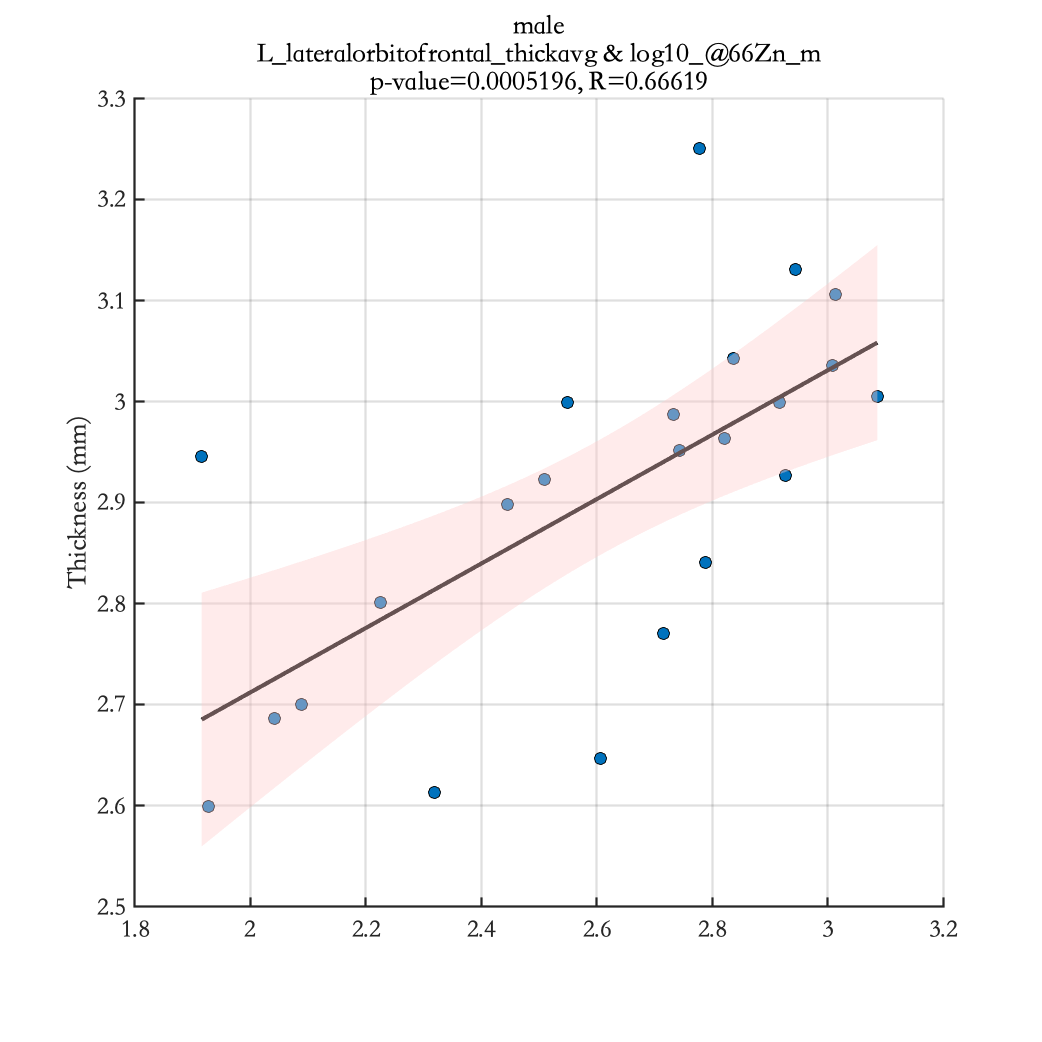 male
L_lateralorbitofrontal_thickavg & log10_@66Zn_m
p-value=0.0005196, R=0.66619
3.3
3.2
3.1
3
2.9
2.8
2.7
2.6
2.5
Thickness (mm)
1.8 2 2.2 2.4 2.6 2.8 3 3.2